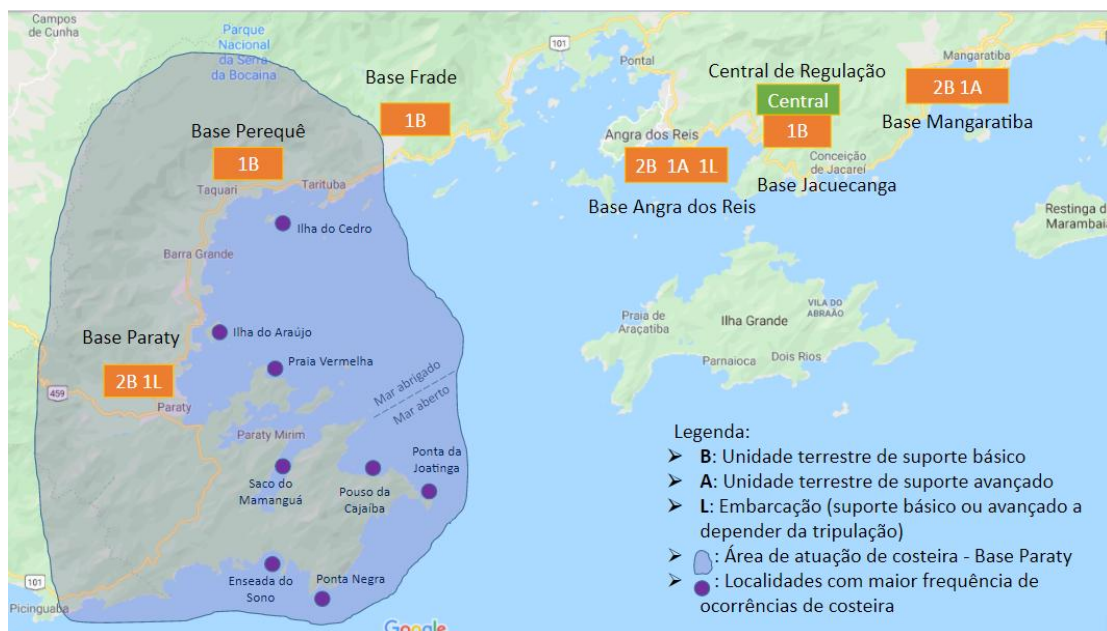 Campos
de Cunha
Parque
Nacional
da Serra
da Bocaina
101
Pontal
Mangaratiba
Base Frade
1B
Central de Regulação
Central
1B
2B 1A
Base Mangaratiba
Base Perequê
1B
Angra dos Reis
2B 1A 1L
Base Angra dos Reis
Conceição
de Jacareí
Base Jacuecanga
Taquari
Tarituba
Ilha do Cedro
Restinga d
Marambai
Barra Grande
Ilha do Araújo
Base Paraty
2B 1L
Praia Vermelha
Praia de
Araçatiba
Ilha Grande
VILA DO
ABRAÃO
Parnaioca
Dois Rios
459
Paraty
Mar abrigado
Mar aberto
Paraty Mirim
Saco do
Mamanguá
Pouso da
Cajaíba
Ponta da
Joatinga
Enseada do
Sono
Ponta Negra
101
Picinguaba
Google
Legenda:
➤ B: Unidade terrestre de suporte básico
➤ A: Unidade terrestre de suporte avançado
➤ L: Embarcação (suporte básico ou avançado a
depender da tripulação)
➤ : Área de atuação de costeira - Base Paraty
➤ : Localidades com maior frequência de
ocorrências de costeira